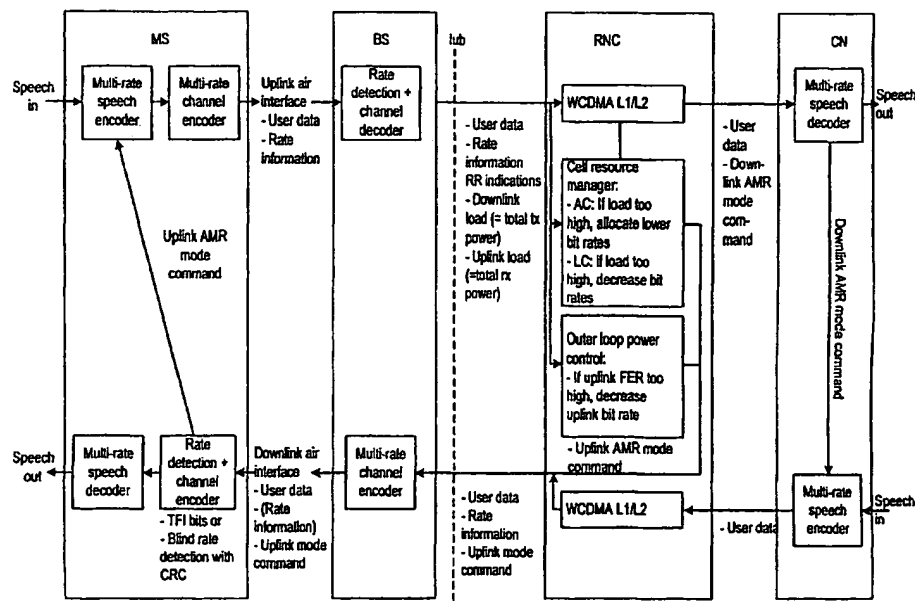 MS
BS
Iub
RNC
CN
Speech
in
Multi-rate
speech
encoder
Multi-rate
channel
encoder
Uplink air
interface
- User data
- Rate
information
Rate
detection +
channel
decoder
- User data
- Rate
information
RR indications
- Downlink
load (= total tx
power)
- Uplink load
(=total rx
power)
WCDMA L1/L2
Cell resource
manager:
- AC: If load too
high, allocate lower
bit rates
- LC: if load too
high, decrease bit
rates
Outer loop power
control:
- If uplink FER too
high, decrease
uplink bit rate
- Uplink AMR mode
command
- User
data
- Down-
link AMR
mode
com-
mand
Multi-rate
speech
decoder
Speech
out
Downlink AMR mode command
Uplink AMR
mode
command
Speech
out
Multi-rate
speech
decoder
Rate
detection +
channel
encoder
- TFI bits or
- Blind rate
detection with
CRC
Downlink air
interface
- User data
- (Rate
information)
- Uplink mode
command
Multi-rate
channel
encoder
- User data
- Rate
information
- Uplink mode
command
WCDMA L1/L2
- User data
Multi-rate
speech
encoder
Speech
in